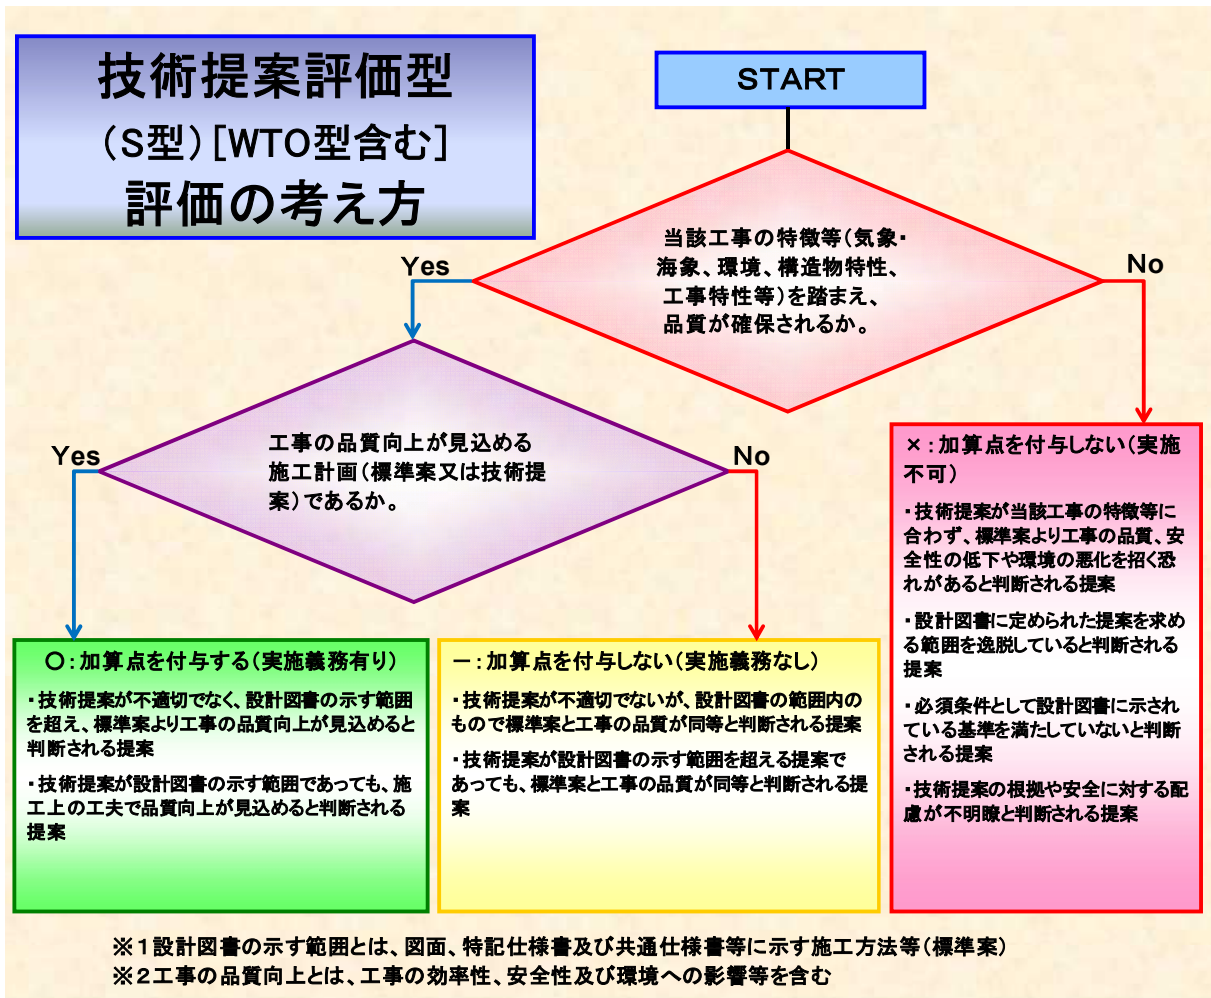 技術提案評価型
（Ｓ型）［WTO型含む］
評価の考え方
START
当該工事の特徴等（気象・
海象、環境、構造物特性、
工事特性等）を踏まえ、
品質が確保されるか。
Yes
No
工事の品質向上が見込める
施工計画（標準案又は技術提
案）であるか。
Yes
No
×：加算点を付与しない（実施
不可）
・技術提案が当該工事の特徴等に
合わず、標準案より工事の品質、安
全性の低下や環境の悪化を招く恐
れがあると判断される提案
・設計図書に定められた提案を求め
る範囲を逸脱していると判断される
提案
・必須条件として設計図書に示され
ている基準を満たしていないと判断
される提案
・技術提案の根拠や安全に対する配
慮が不明瞭と判断される提案
○：加算点を付与する（実施義務有り）
・技術提案が不適切でなく、設計図書の示す範囲
を超え、標準案より工事の品質向上が見込めると
判断される提案
・技術提案が設計図書の示す範囲であっても、施
工上の工夫で品質向上が見込めると判断される
提案
－：加算点を付与しない（実施義務なし）
・技術提案が不適切でないが、設計図書の範囲内の
もので標準案と工事の品質が同等と判断される提案
・技術提案が設計図書の示す範囲を超える提案で
あっても、標準案と工事の品質が同等と判断される提
案
※１設計図書の示す範囲とは、図面、特記仕様書及び共通仕様書等に示す施工方法等（標準案）
※２工事の品質向上とは、工事の効率性、安全性及び環境への影響等を含む